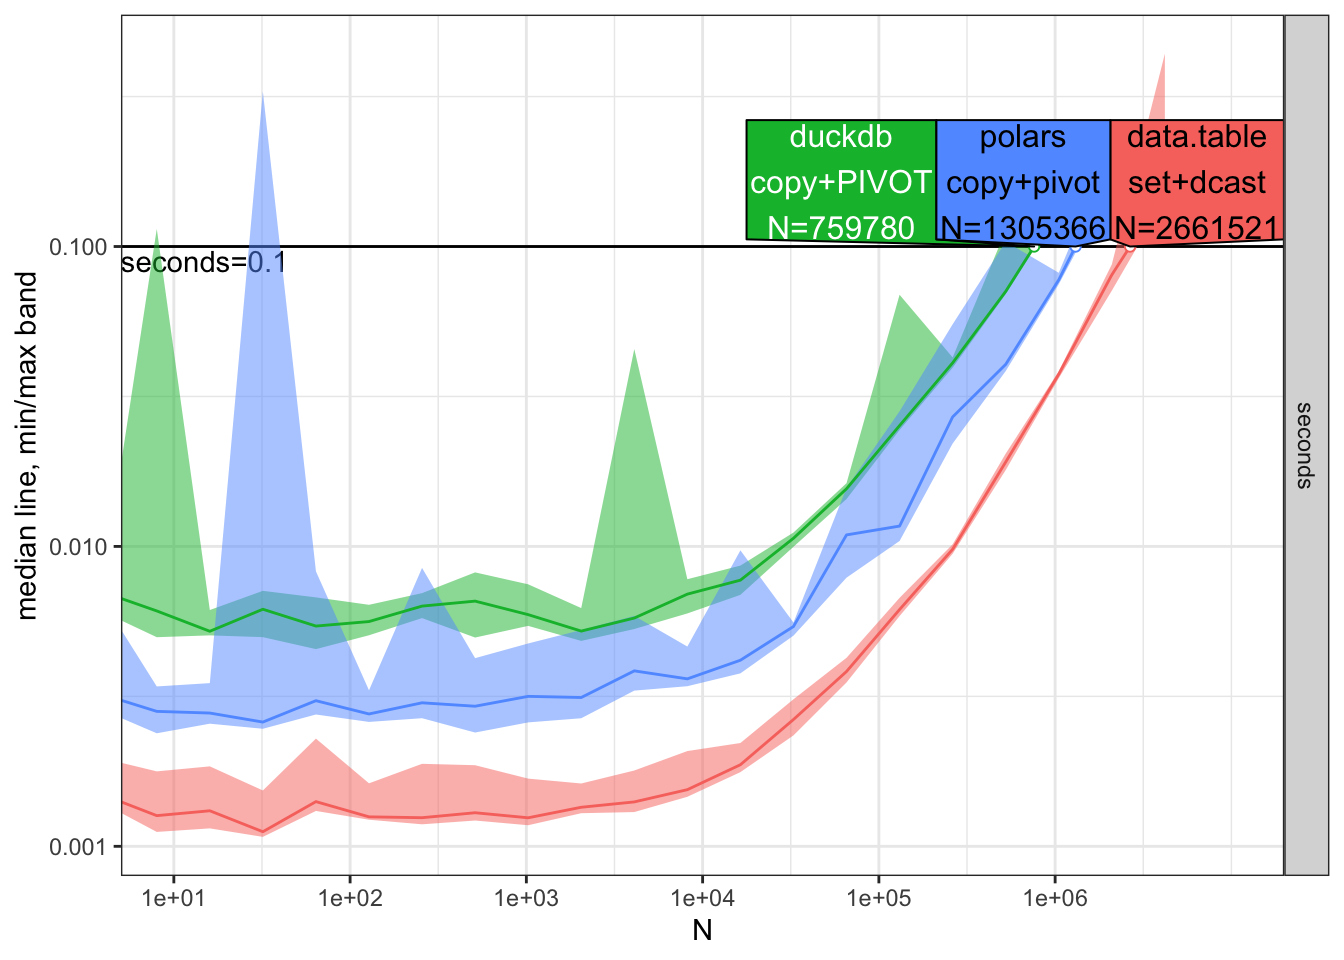 duckdb
copy+PIVOT
N=759780
polars
copy+pivot
N=1305366
data.table
set+dcast
N=2661521
seconds=0.1
median line, min/max band
0.100
0.010
0.001
seconds
1e+01
1e+02
1e+03
1e+04
1e+05
1e+06
N